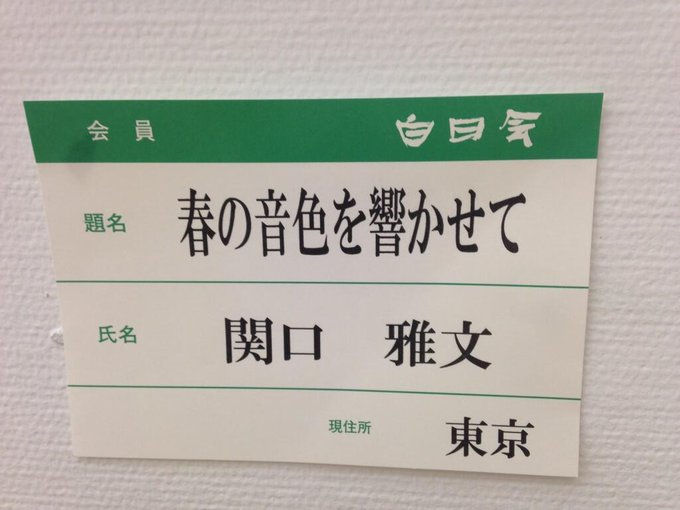 会員 白日会
題名 春の音色を響かせて
氏名 関口 雅文
現住所 東京